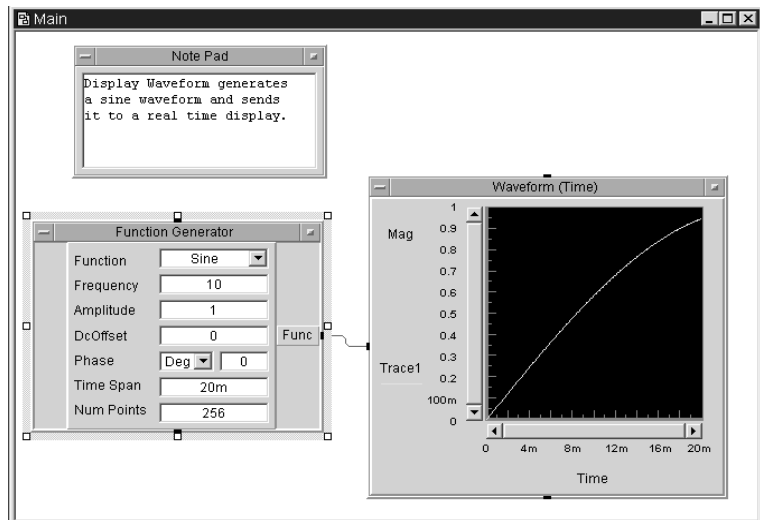 Main
Note Pad
Display Waveform generates
a sine waveform and sends
it to a real time display.
Function Generator
Function Sine
Frequency 10
Amplitude 1
DcOffset 0
Func
Phase Deg 0
Time Span 20m
Num Points 256
Waveform (Time)
Mag
Trace1
1
0.9
0.8
0.7
0.6
0.5
0.4
0.3
0.2
100m
0
0 4m 8m 12m 16m 20m
Time